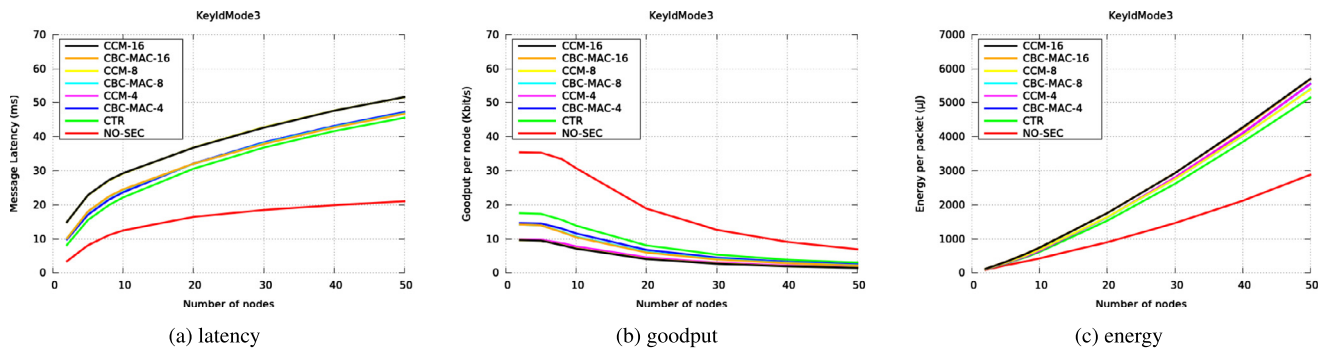 KeyIdMode3
70
60
50
40
30
20
10
0
Message Latency (ms)
CCM-16
CBC-MAC-16
CCM-8
CBC-MAC-8
CCM-4
CBC-MAC-4
CTR
NO-SEC
0 10 20 30 40 50
Number of nodes
(a) latency
KeyIdMode3
70
60
50
40
30
20
10
0
Goodput per node (Kbit/s)
CCM-16
CBC-MAC-16
CCM-8
CBC-MAC-8
CCM-4
CBC-MAC-4
CTR
NO-SEC
0 10 20 30 40 50
Number of nodes
(b) goodput
KeyIdMode3
7000
6000
5000
4000
3000
2000
1000
0
Energy per packet (µJ)
CCM-16
CBC-MAC-16
CCM-8
CBC-MAC-8
CCM-4
CBC-MAC-4
CTR
NO-SEC
0 10 20 30 40 50
Number of nodes
(c) energy